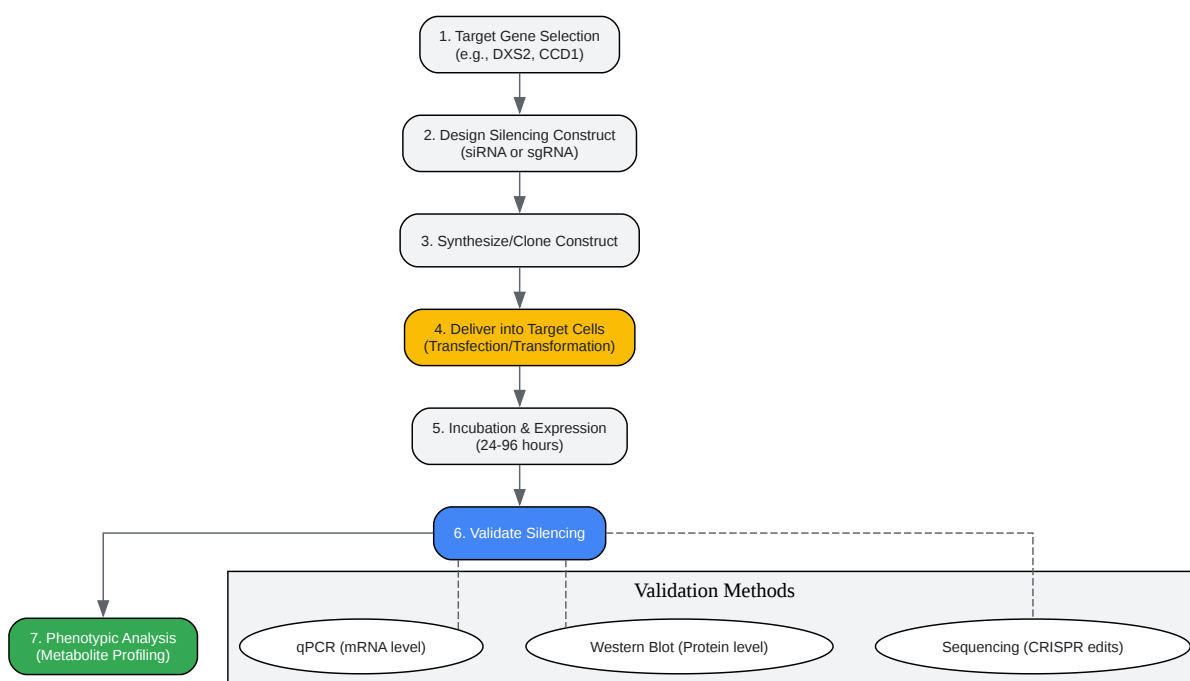 1. Target Gene Selection
(e.g., DXS2, CCD1)
2. Design Silencing Construct
(siRNA or sgRNA)
3. Synthesize/Clone Construct
4. Deliver into Target Cells
(Transfection/Transformation)
5. Incubation & Expression
(24-96 hours)
6. Validate Silencing
Validation Methods
7. Phenotypic Analysis
(Metabolite Profiling)
qPCR (mRNA level)
Western Blot (Protein level)
Sequencing (CRISPR edits)